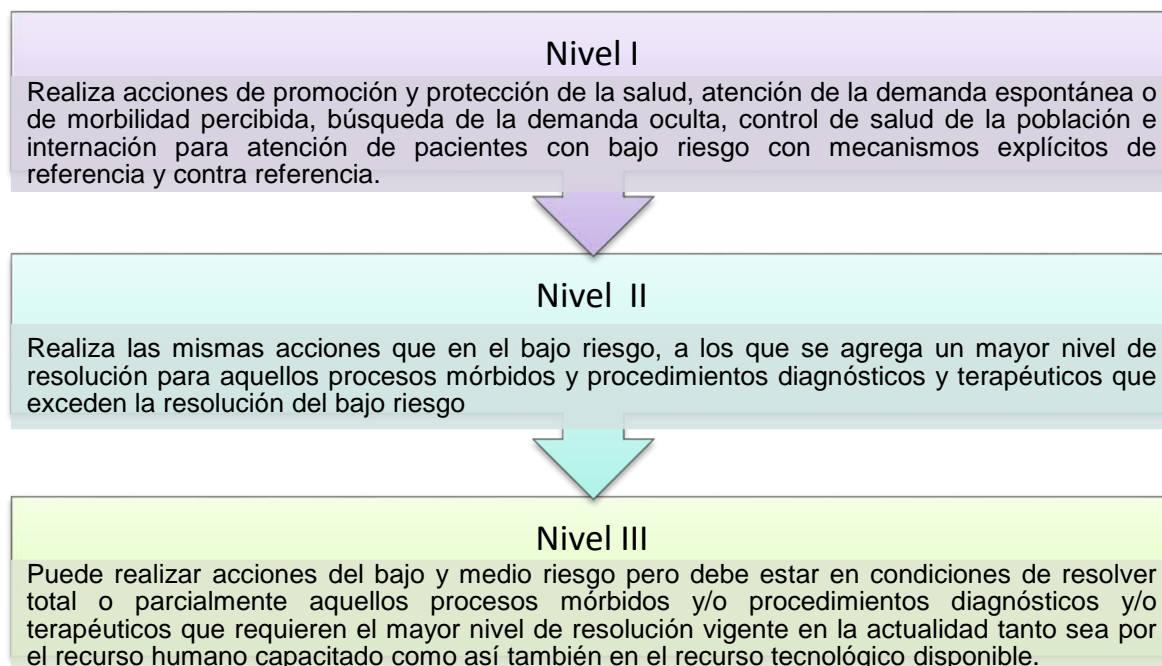 Nivel I
Realiza acciones de promoción y protección de la salud, atención de la demanda espontánea o
de morbilidad percibida, búsqueda de la demanda oculta, control de salud de la población e
internación para atención de pacientes con bajo riesgo con mecanismos explícitos de
referencia y contra referencia.
Nivel II
Realiza las mismas acciones que en el bajo riesgo, a los que se agrega un mayor nivel de
resolución para aquellos procesos mórbidos y procedimientos diagnósticos y terapéuticos que
exceden la resolución del bajo riesgo
Nivel III
Puede realizar acciones del bajo y medio riesgo pero debe estar en condiciones de resolver
total o parcialmente aquellos procesos mórbidos y/o procedimientos diagnósticos y/o
terapéuticos que requieren el mayor nivel de resolución vigente en la actualidad tanto sea por
el recurso humano capacitado como así también en el recurso tecnológico disponible.